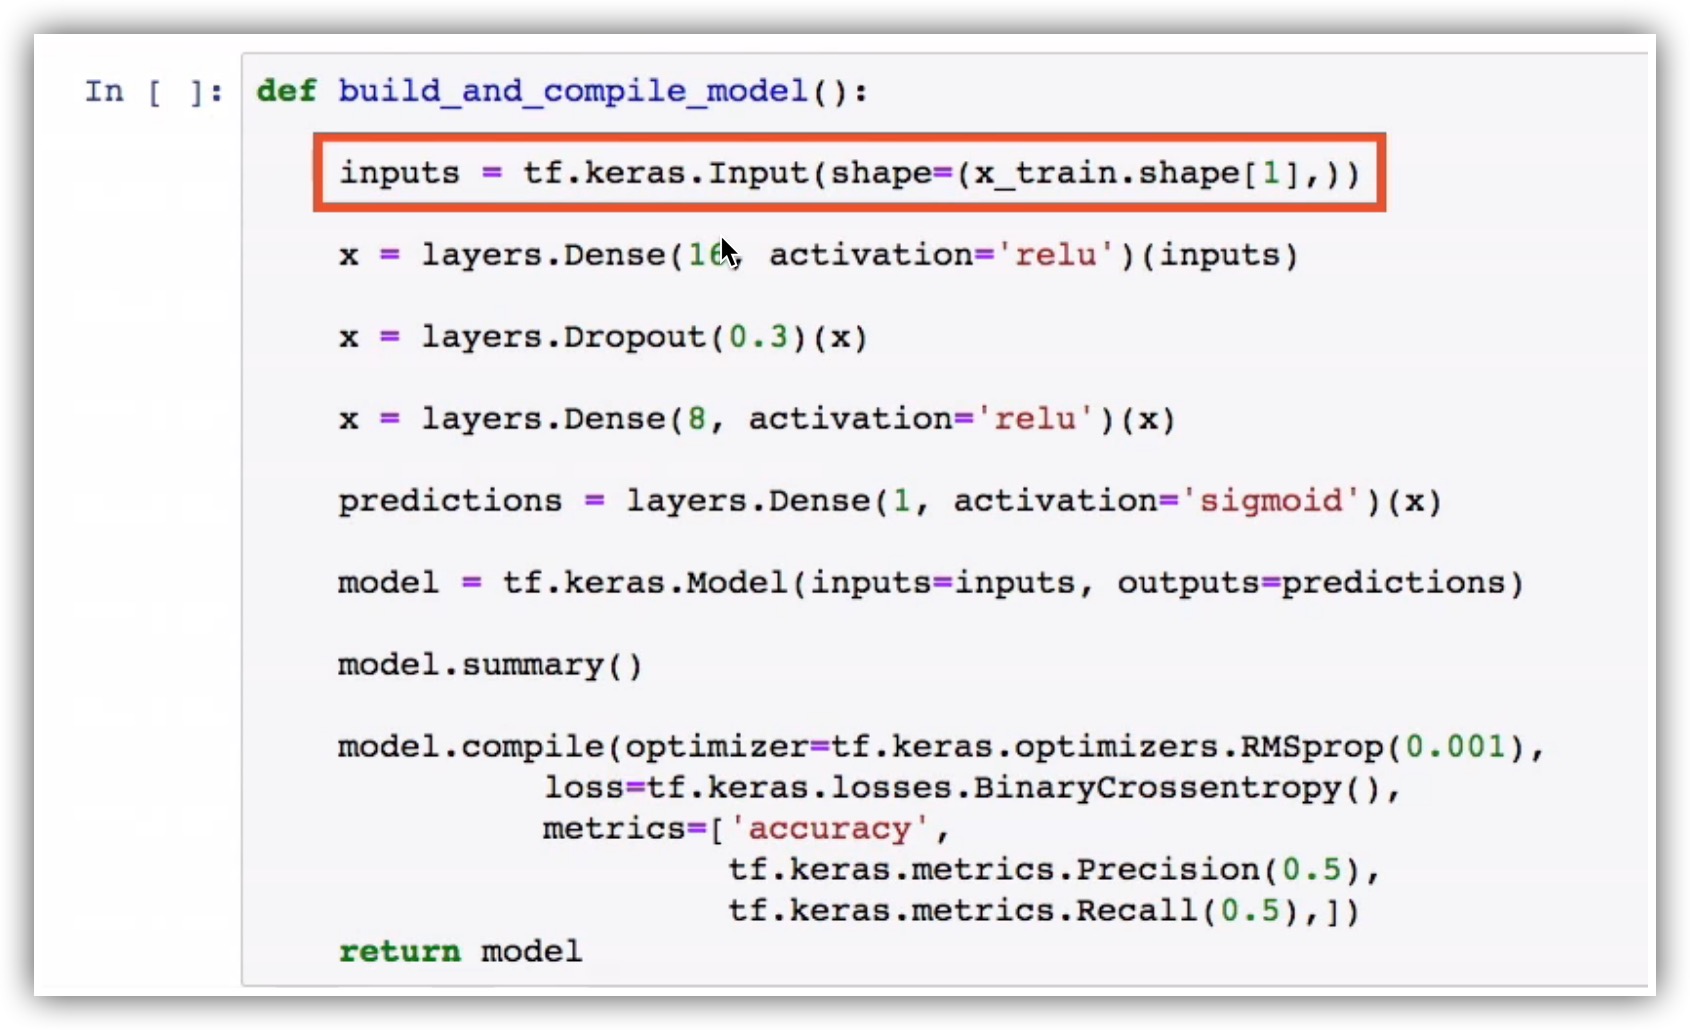 In [ ]: def build_and_compile_model():
inputs = tf.keras.Input(shape=(x_train.shape[1],))
x = layers.Dense(16, activation='relu')(inputs)
x = layers.Dropout(0.3)(x)
x = layers.Dense(8, activation='relu')(x)
predictions = layers.Dense(1, activation='sigmoid')(x)
model = tf.keras.Model(inputs=inputs, outputs=predictions)
model.summary()
model.compile(optimizer=tf.keras.optimizers.RMSprop(0.001),
loss=tf.keras.losses.BinaryCrossentropy(),
metrics=['accuracy',
tf.keras.metrics.Precision(0.5),
tf.keras.metrics.Recall(0.5),])
return model